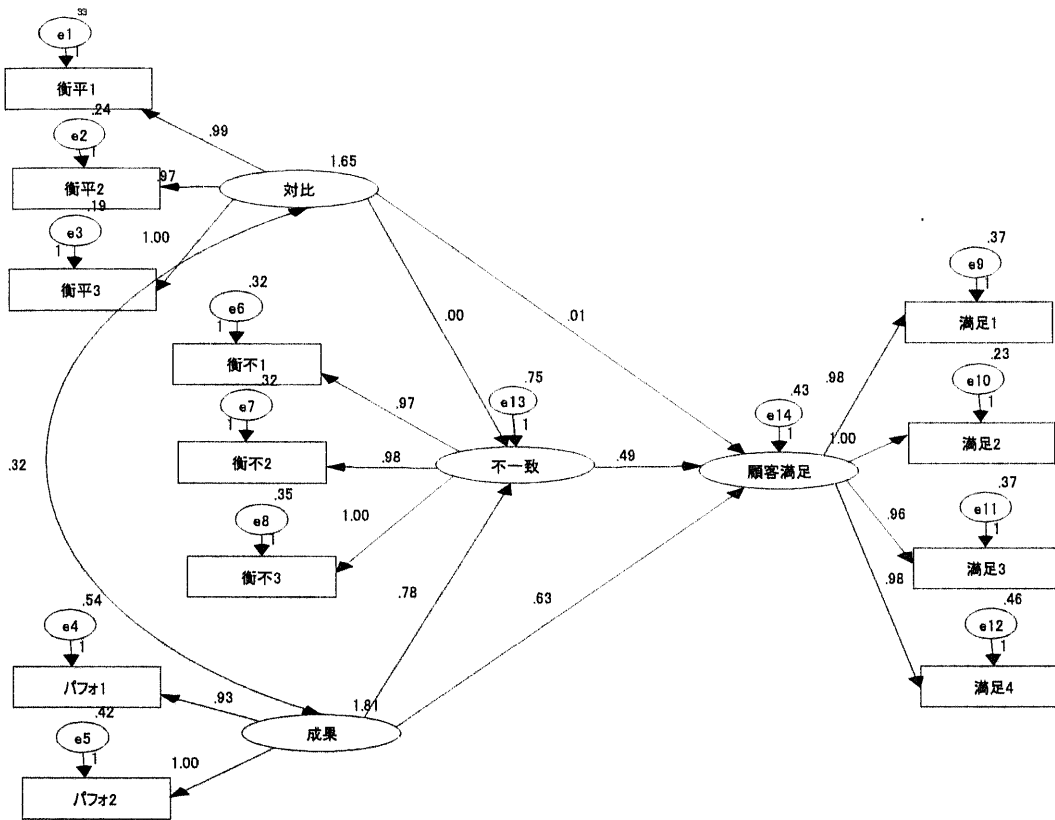 .33
e1
1
衡平1
.24
e2
1
衡平2
.19
e3
1
衡平3
.99
.97
1.00
1.65
対比
.32
.00
.01
.32
e6
1
衡不1
.32
e7
1
衡不2
.35
e8
1
衡不3
.97
.98
1.00
.75
e13
1
不一致
.49
.43
e14
1
顧客満足
.37
e9
1
満足1
.23
e10
1
満足2
.37
e11
1
満足3
.46
e12
1
満足4
.98
1.00
.96
.98
.78
.63
.54
e4
1
パフォ1
.42
e5
1
パフォ2
.93
1.00
1.81
成果